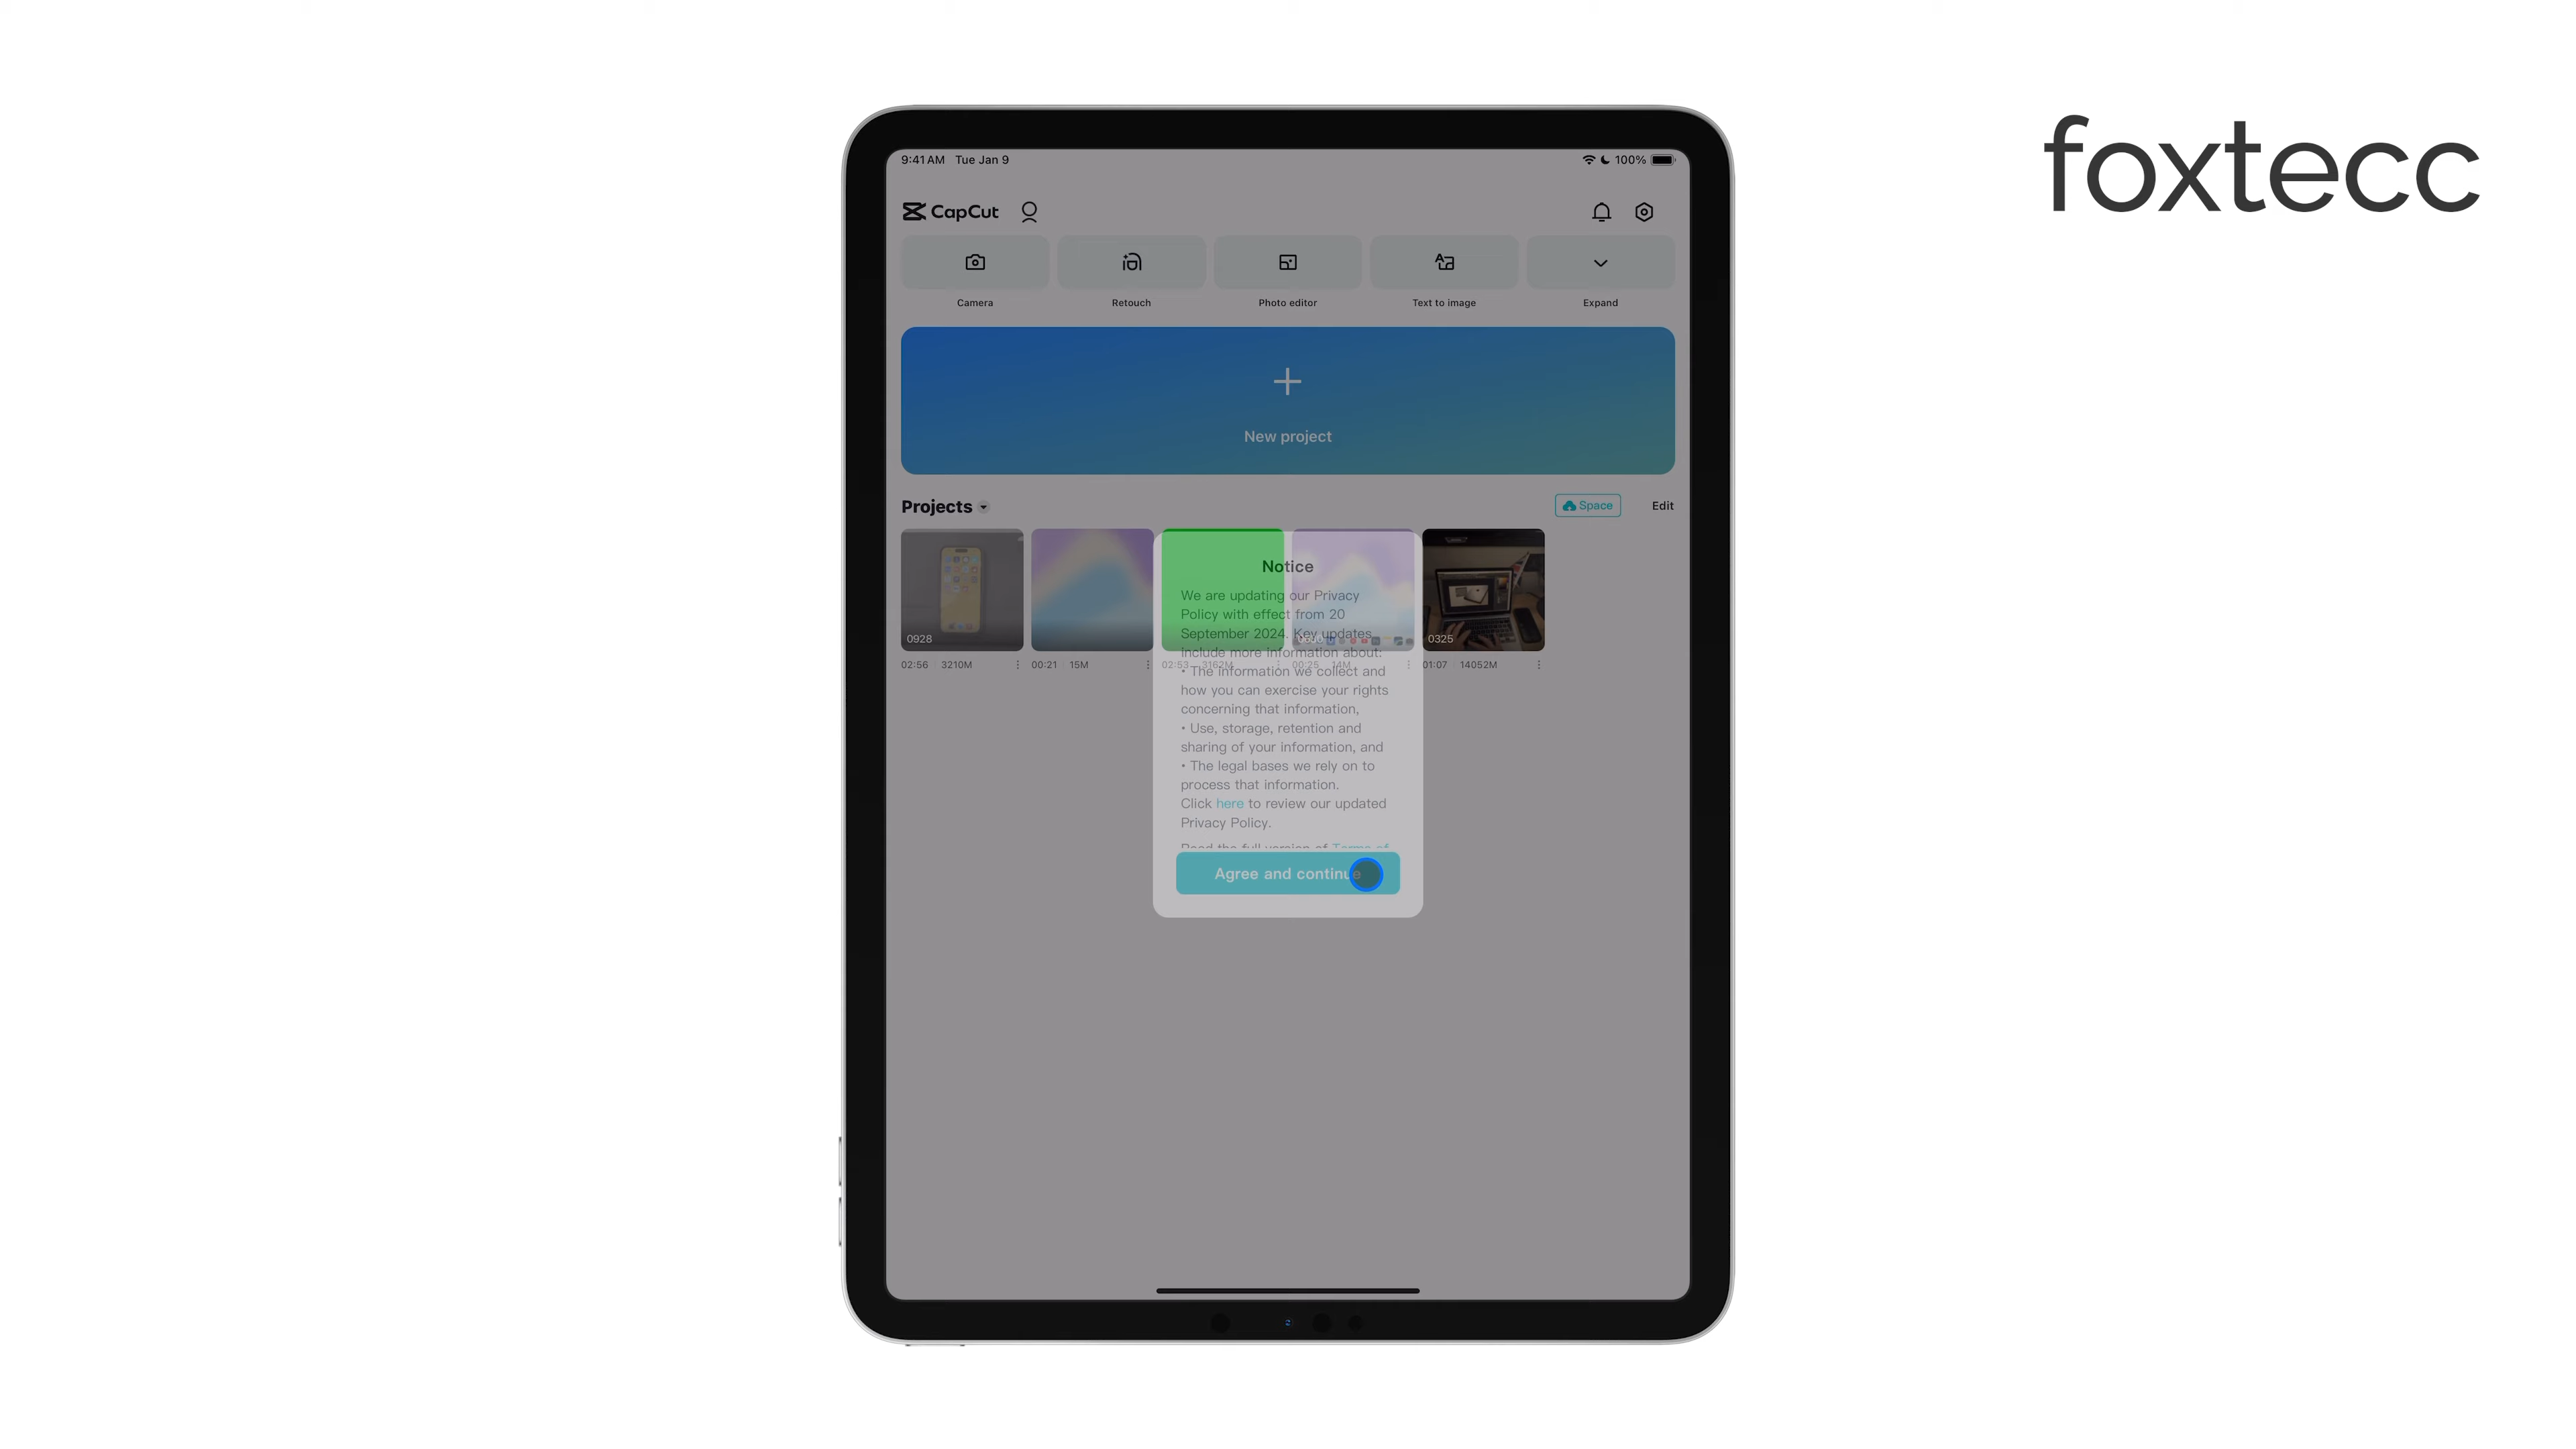 foxtecc
9:41 AM Tue Jan 9
100%
CapCut
Camera
Retouch
Photo editor
Text to image
Expand
New project
Projects
Space
Edit
0928
0325
02:56 3210M
00:21 15M
02:53 3162M
00:25 14M
01:07 14052M
Notice
We are updating our Privacy
Policy with effect from 20
September 2024. Key updates
Include more information about:
• The information we collect and
how you can exercise your rights
concerning that information,
• Use, storage, retention and
sharing of your information, and
• The legal bases we rely on to
process that information.
Click here to review our updated
Privacy Policy.
Read the full version of Terms of
Agree and continue